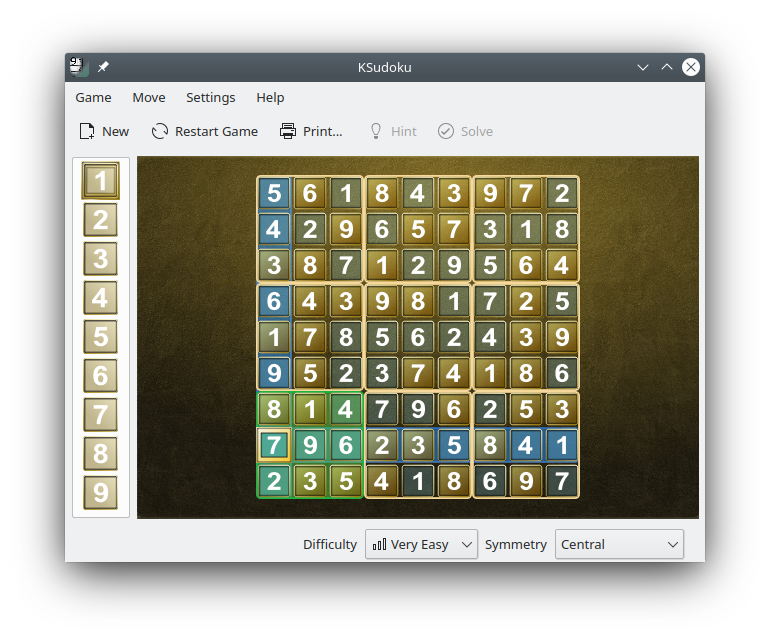 KSudoku
Game Move Settings Help
New Restart Game Print... Hint Solve
1
2
3
4
5
6
7
8
9
5 6 1 8 4 3 9 7 2
4 2 9 6 5 7 3 1 8
3 8 7 1 2 9 5 6 4
6 4 3 9 8 1 7 2 5
1 7 8 5 6 2 4 3 9
9 5 2 3 7 4 1 8 6
8 1 4 7 9 6 2 5 3
7 9 6 2 3 5 8 4 1
2 3 5 4 1 8 6 9 7
Difficulty Very Easy Symmetry Central